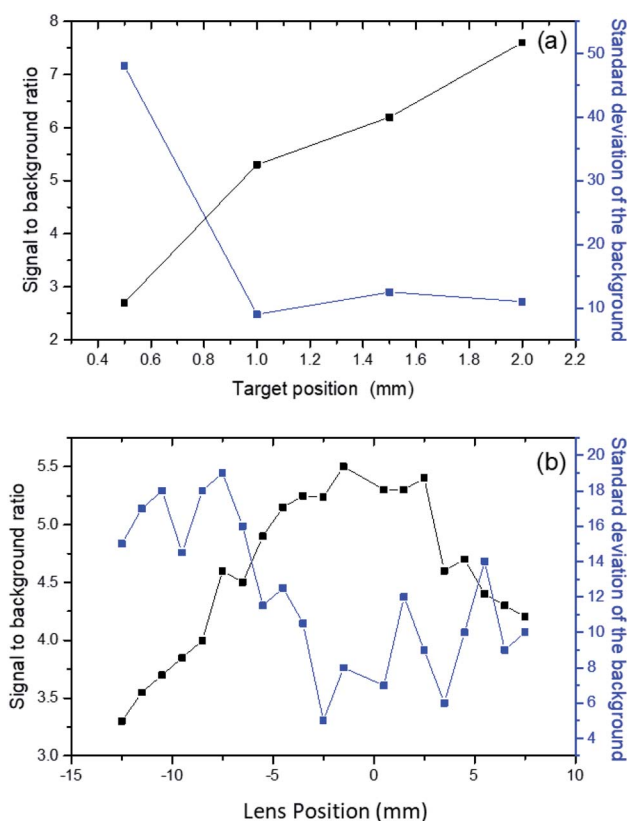 (a)
Signal to background ratio
8
7
6
5
4
3
2
0.4 0.6 0.8 1.0 1.2 1.4 1.6 1.8 2.0 2.2
Target position (mm)
50
40
30
20
10
Standard deviation of the background
(b)
Signal to background ratio
5.5
5.0
4.5
4.0
3.5
3.0
-15 -10 -5 0 5 10
Lens Position (mm)
20
18
16
14
12
10
8
6
4
Standard deviation of the background